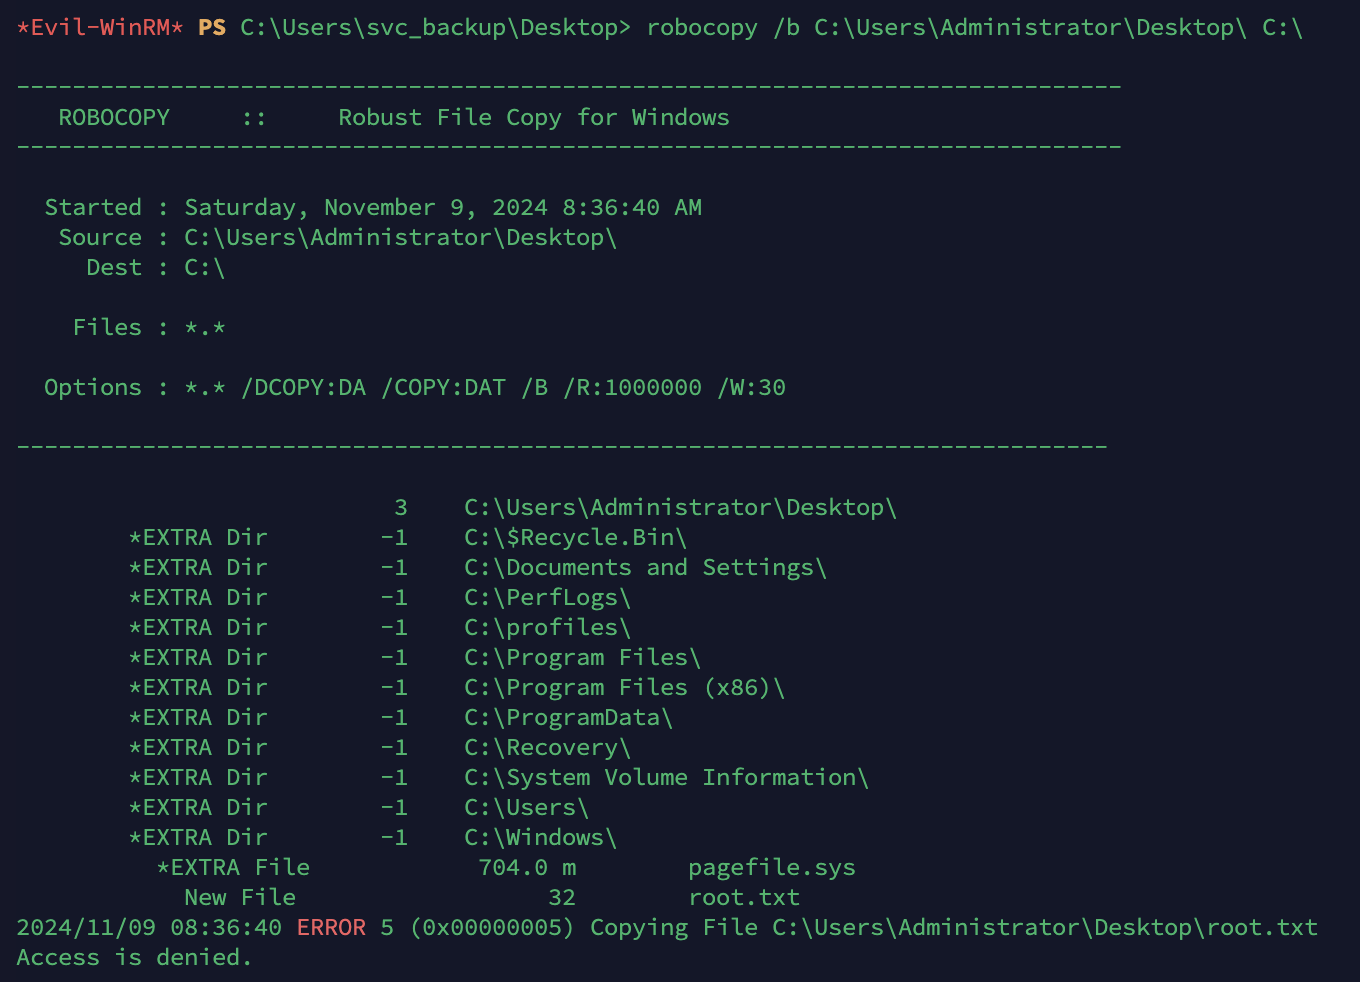 *Evil-WinRM* PS C:\Users\svc_backup\Desktop> robocopy /b C:\Users\Administrator\Desktop\ C:\
-------------------------------------------------------------------------------
ROBOCOPY     ::     Robust File Copy for Windows
-------------------------------------------------------------------------------
Started : Saturday, November 9, 2024 8:36:40 AM
Source : C:\Users\Administrator\Desktop\
Dest : C:\
Files : *.*
Options : *.* /DCOPY:DA /COPY:DAT /B /R:1000000 /W:30
------------------------------------------------------------------------------
3    C:\Users\Administrator\Desktop\
*EXTRA Dir        -1    C:\$Recycle.Bin\
*EXTRA Dir        -1    C:\Documents and Settings\
*EXTRA Dir        -1    C:\PerfLogs\
*EXTRA Dir        -1    C:\profiles\
*EXTRA Dir        -1    C:\Program Files\
*EXTRA Dir        -1    C:\Program Files (x86)\
*EXTRA Dir        -1    C:\ProgramData\
*EXTRA Dir        -1    C:\Recovery\
*EXTRA Dir        -1    C:\System Volume Information\
*EXTRA Dir        -1    C:\Users\
*EXTRA Dir        -1    C:\Windows\
*EXTRA File            704.0 m        pagefile.sys
New File                  32        root.txt
2024/11/09 08:36:40 ERROR 5 (0x00000005) Copying File C:\Users\Administrator\Desktop\root.txt
Access is denied.